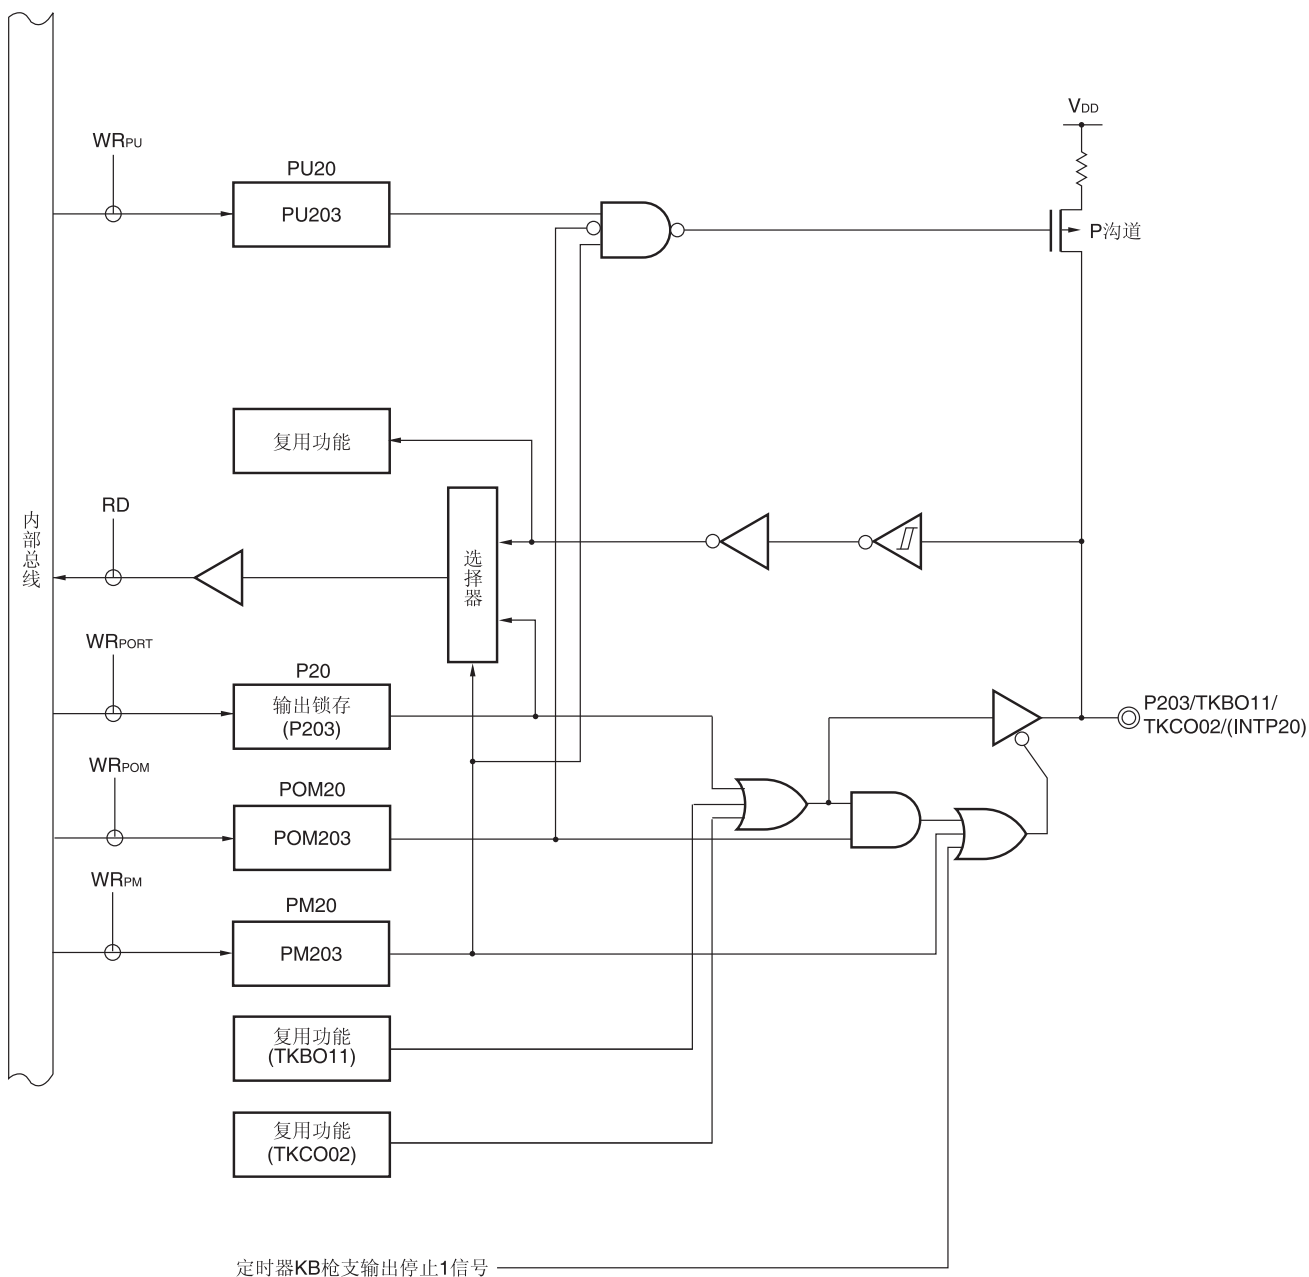 VDD
WRPU
PU20
PU203
P沟道
复用功能
RD
内部总线
选择器
WRPORT
P20
输出锁存
(P203)
P203/TKBO11/
TKCO02/(INTP20)
WRPOM
POM20
POM203
WRPM
PM20
PM203
复用功能
(TKBO11)
复用功能
(TKCO02)
定时器KB枪支输出停止1信号